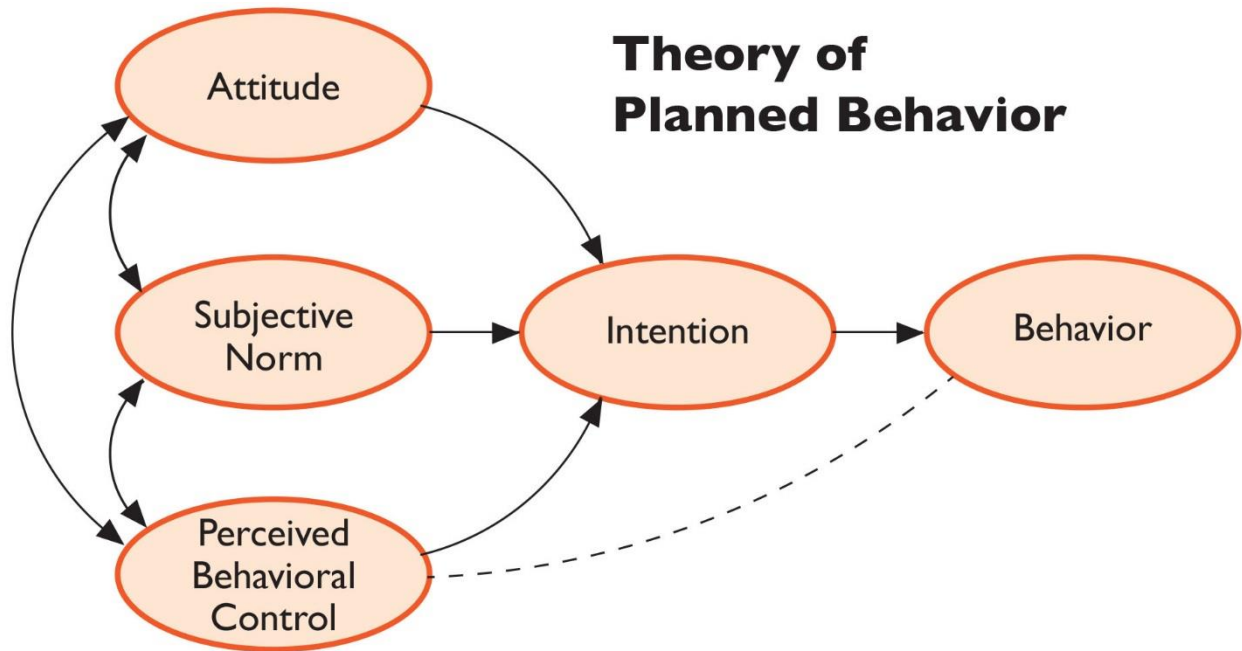 Theory of
Planned Behavior
Attitude
Subjective
Norm
Intention
Behavior
Perceived
Behavioral
Control